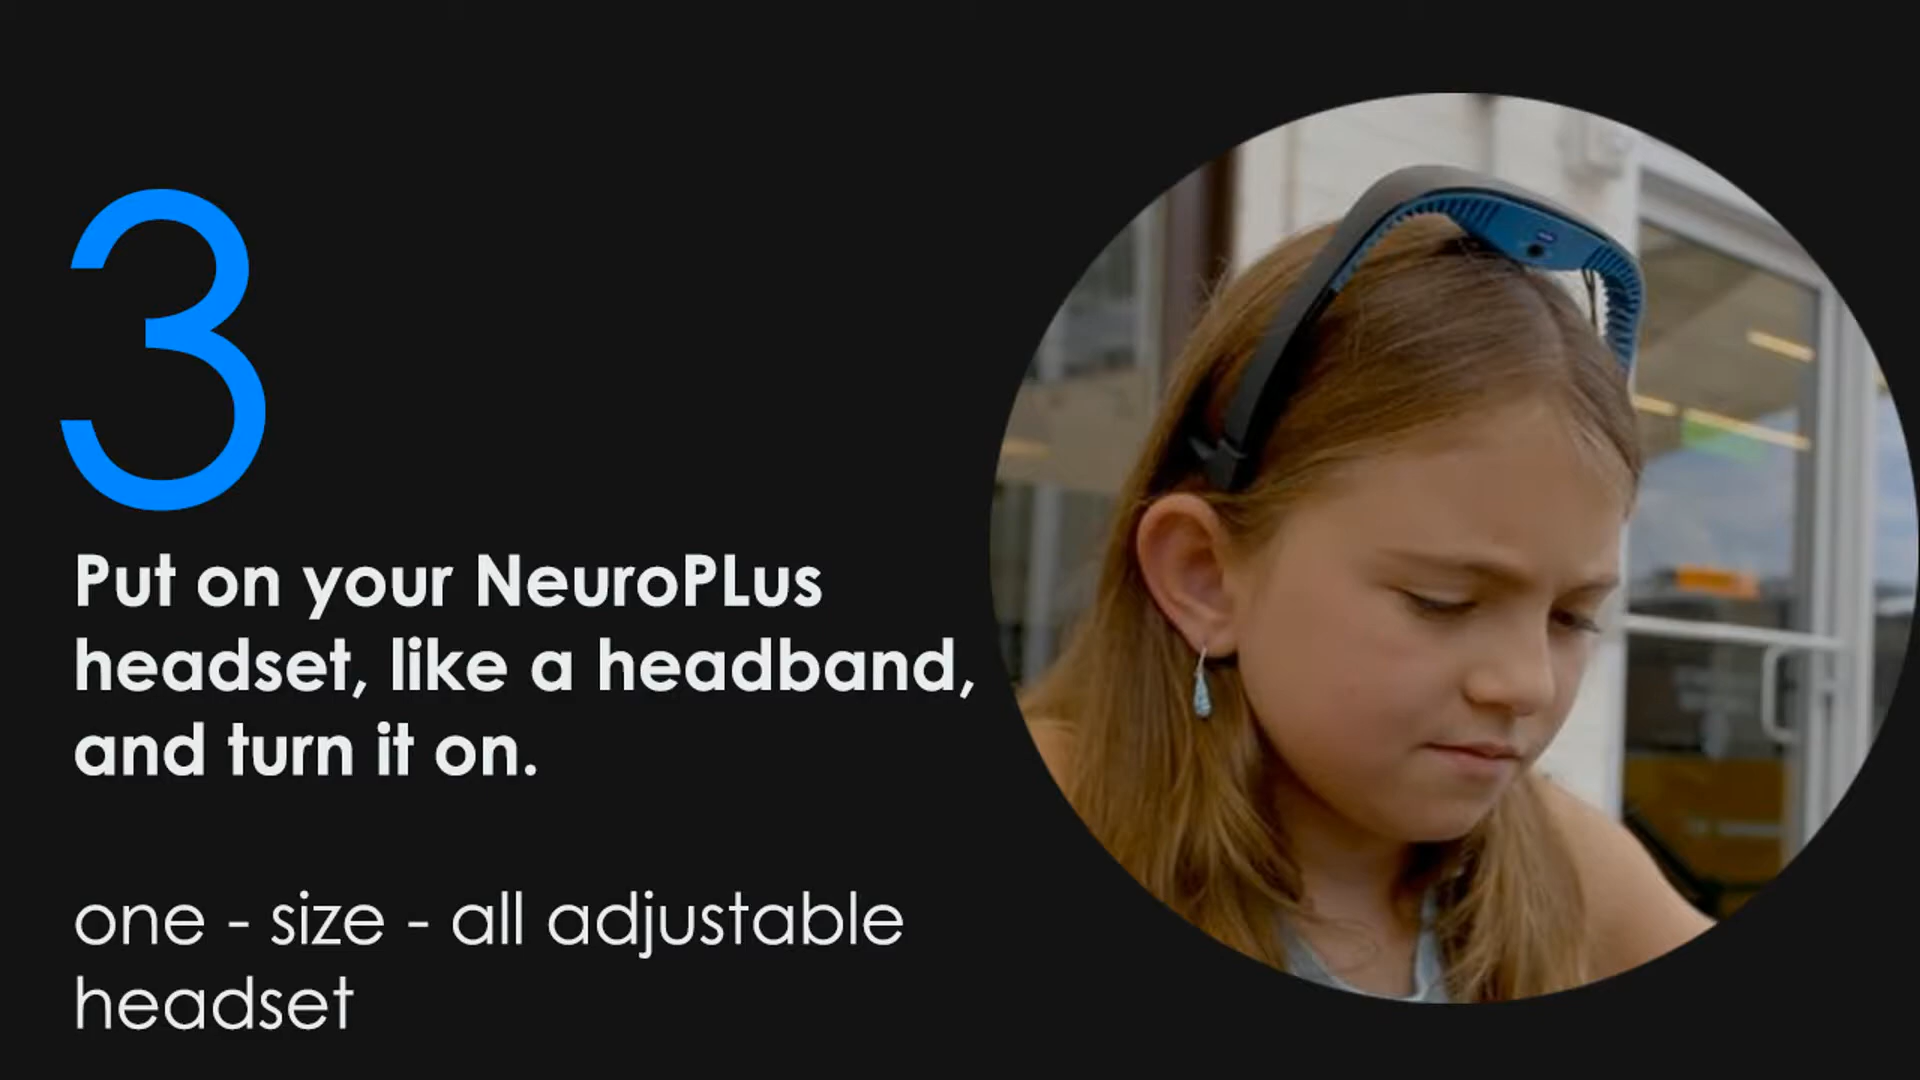 3
Put on your NeuroPLus
headset, like a headband,
and turn it on.
one - size - all adjustable
headset